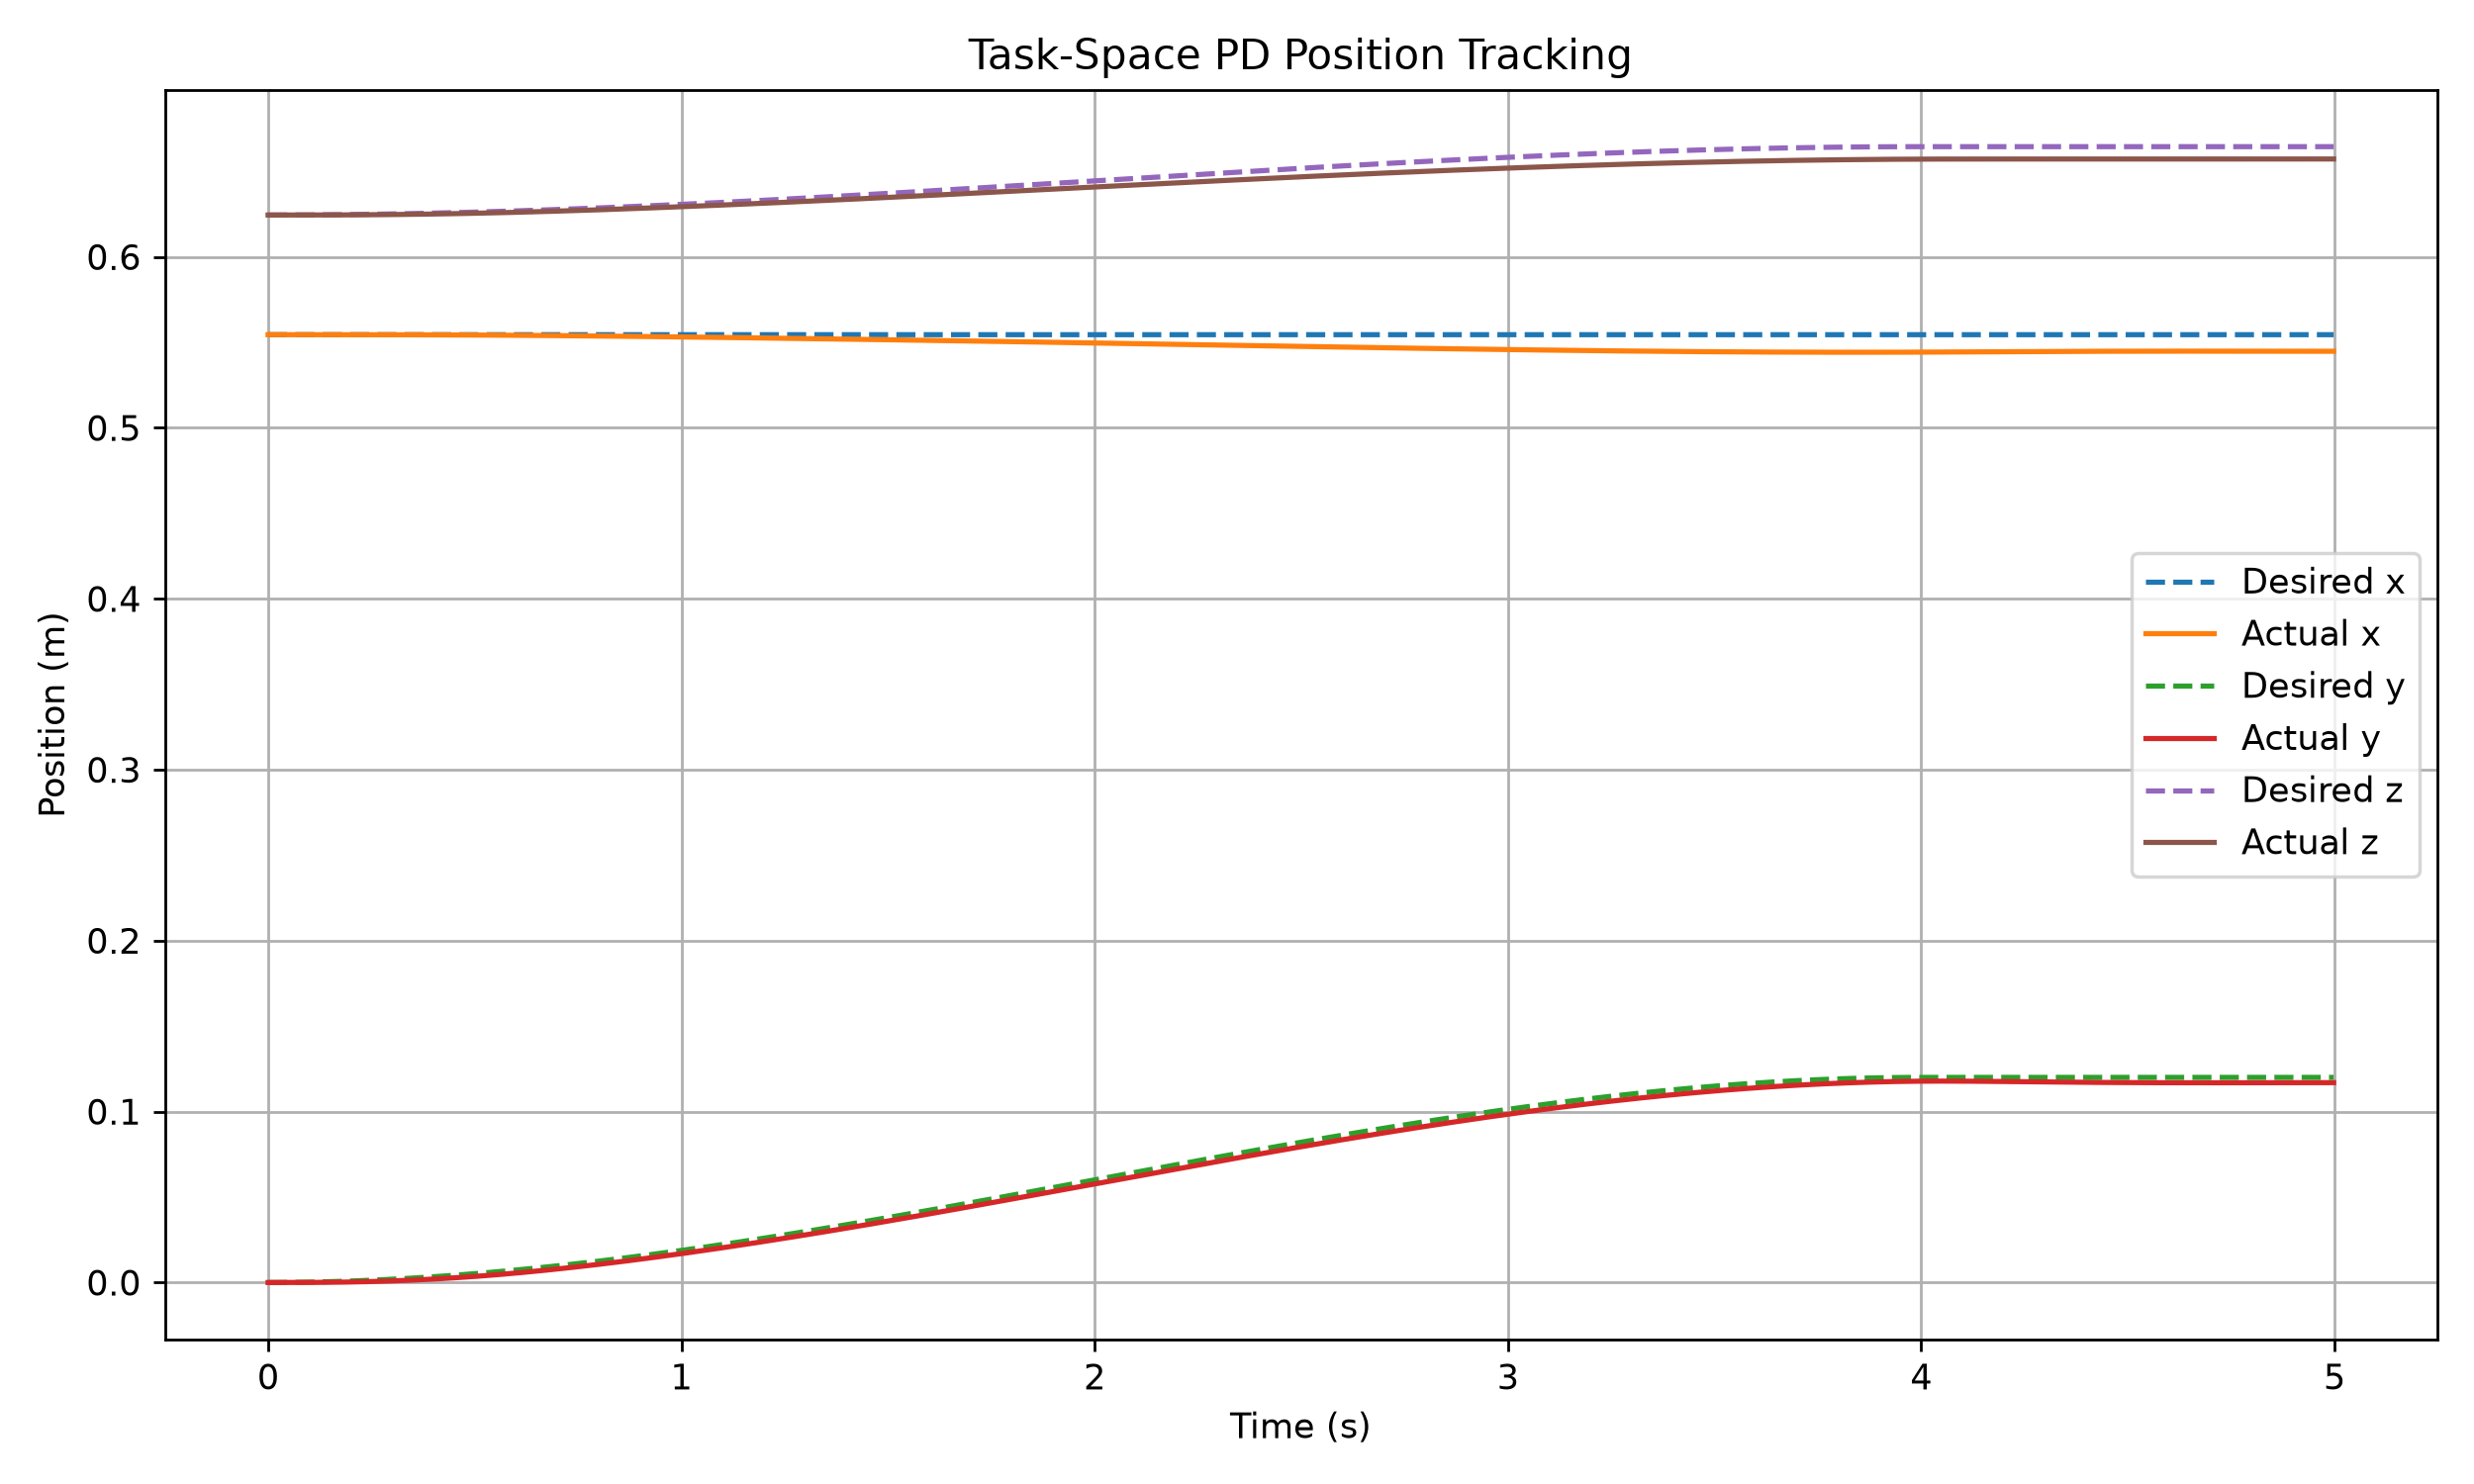 Task-Space PD Position Tracking
Position (m)
0.6
0.5
0.4
0.3
0.2
0.1
0.0
Desired x
Actual x
Desired y
Actual y
Desired z
Actual z
0 1 2 3 4 5
Time (s)